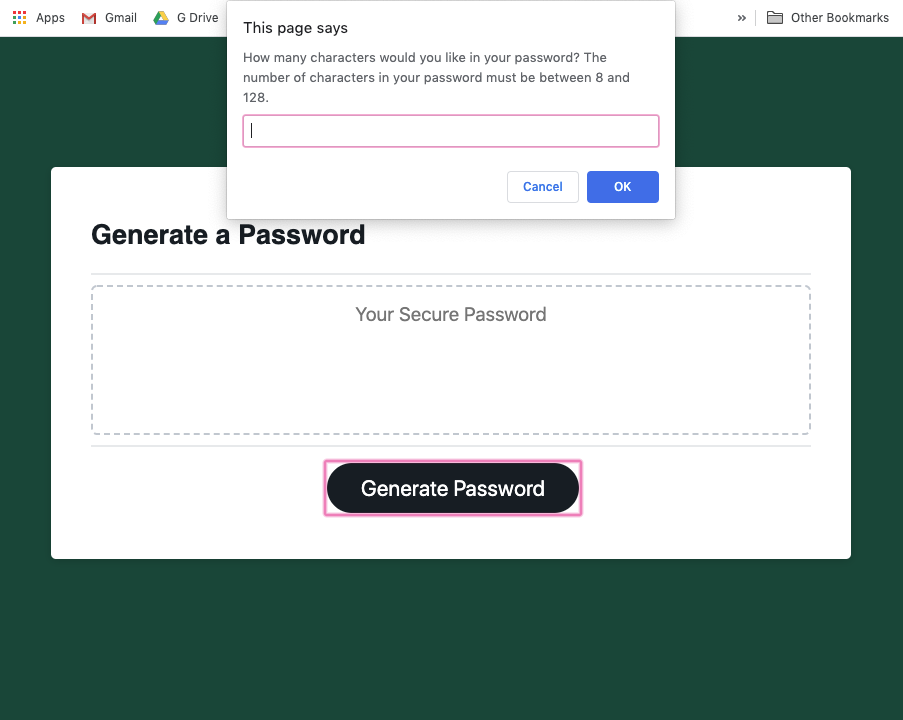 Apps Gmail G Drive » Other Bookmarks
This page says
How many characters would you like in your password? The
number of characters in your password must be between 8 and
128.
Cancel OK
Generate a Password
Your Secure Password
Generate Password